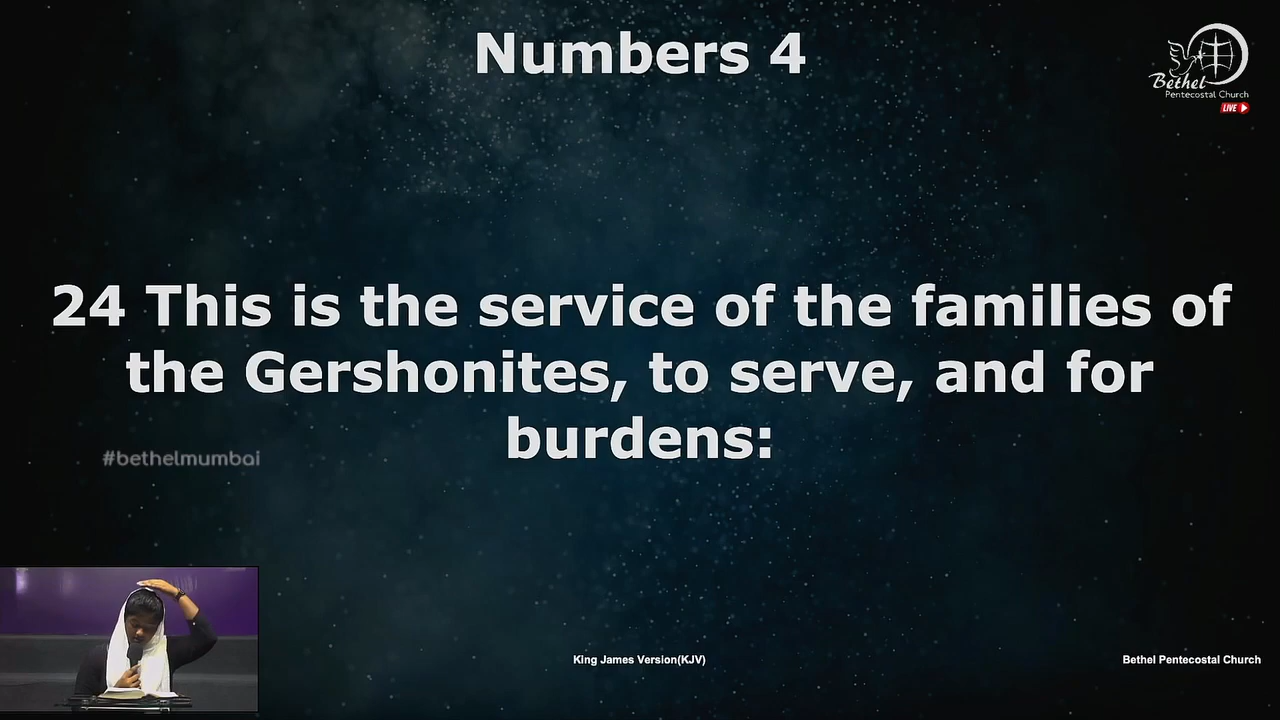 Numbers 4
Bethel
Pentecostal Church
LIVE
24 This is the service of the families of
the Gershonites, to serve, and for
burdens:
#bethelmumbai
King James Version(KJV)
Bethel Pentecostal Church